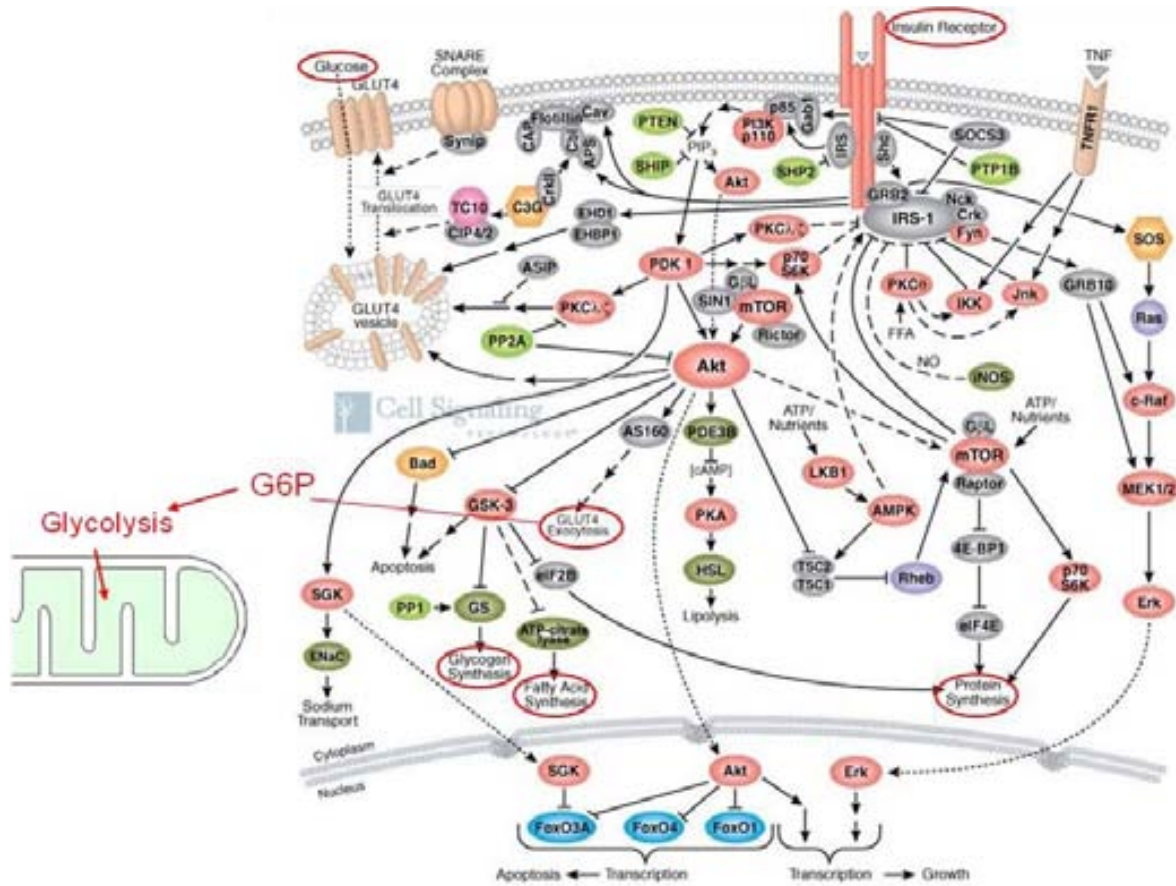 Insulin Receptor
Glucose
GLUT4
SNARE
Complex
TNF
TNFR1
Synip
CAP
Flotillin
Cav
Cbl
APS
CrkII
C3G
TC10
CIP4/2
GLUT4
Translocation
PTEN
SHIP
PIP3
Akt
PI3K
p110
p85
Gab1
SHP2
IRS
Shc
SOCS3
PTP1B
GRB2
IRS-1
Nck
Crk
Fyn
SOS
EHD1
EHBP1
ASIP
PKCλ/ζ
PDK 1
p70
S6K
GβL
SIN1
mTOR
Rictor
PKCθ
IKK
Jnk
GRB10
Ras
FFA
GLUT4
vesicle
PKCλ/ζ
PP2A
Akt
NO
iNOS
c-Raf
Cell Signaling
TECHNOLOGY®
AS160
PDE3B
[cAMP]
ATP/
Nutrients
LKB1
AMPK
GβL
mTOR
Raptor
ATP/
Nutrients
MEK1/2
Bad
G6P
Glycolysis
GSK-3
GLUT4
Exocytosis
PKA
HSL
Lipolysis
TSC2
TSC1
Rheb
4E-BP1
p70
S6K
Erk
Apoptosis
eIF2B
SGK
PP1
GS
ATP-citrate
lyase
eIF4E
ENaC
Glycogen
Synthesis
Fatty Acid
Synthesis
Protein
Synthesis
Sodium
Transport
Cytoplasm
Nucleus
SGK
Akt
Erk
FoxO3A
FoxO4
FoxO1
Apoptosis
Transcription
Transcription
Growth